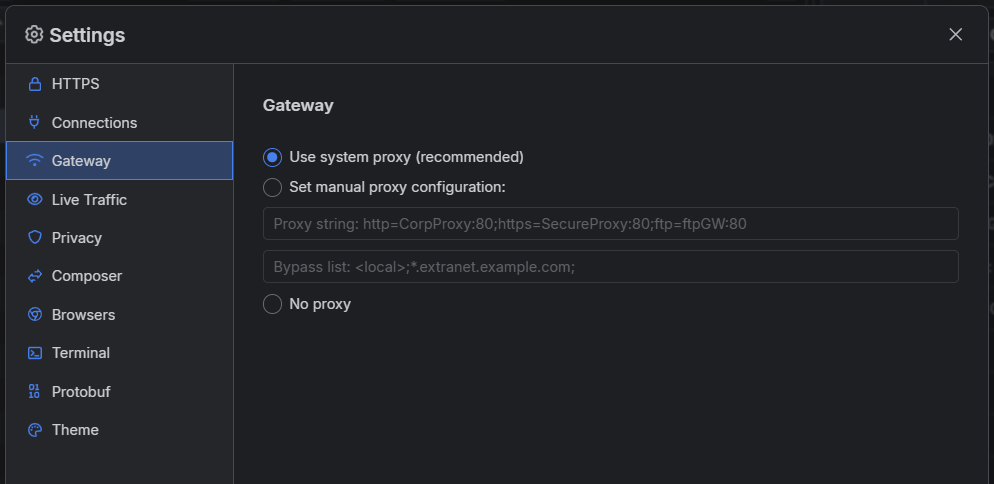 Settings
HTTPS
Connections
Gateway
Live Traffic
Privacy
Composer
Browsers
Terminal
Protobuf
Theme
Gateway
Use system proxy (recommended)
Set manual proxy configuration:
Proxy string: http=CorpProxy:80;https=SecureProxy:80;ftp=ftpGW:80
Bypass list: <local>;*.extranet.example.com;
No proxy